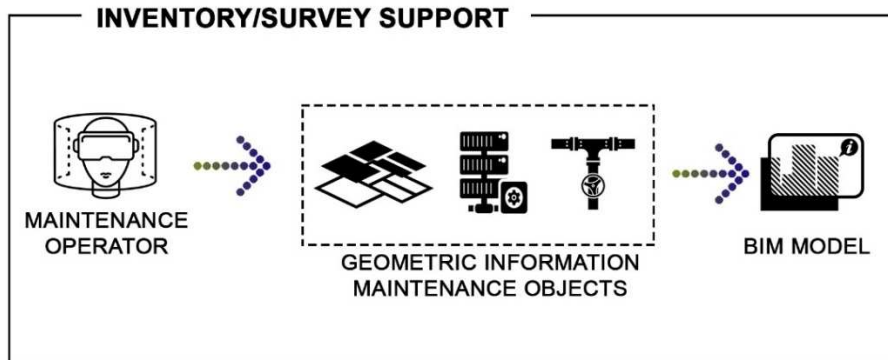 INVENTORY/SURVEY SUPPORT
MAINTENANCE
OPERATOR
GEOMETRIC INFORMATION
MAINTENANCE OBJECTS
BIM MODEL
i